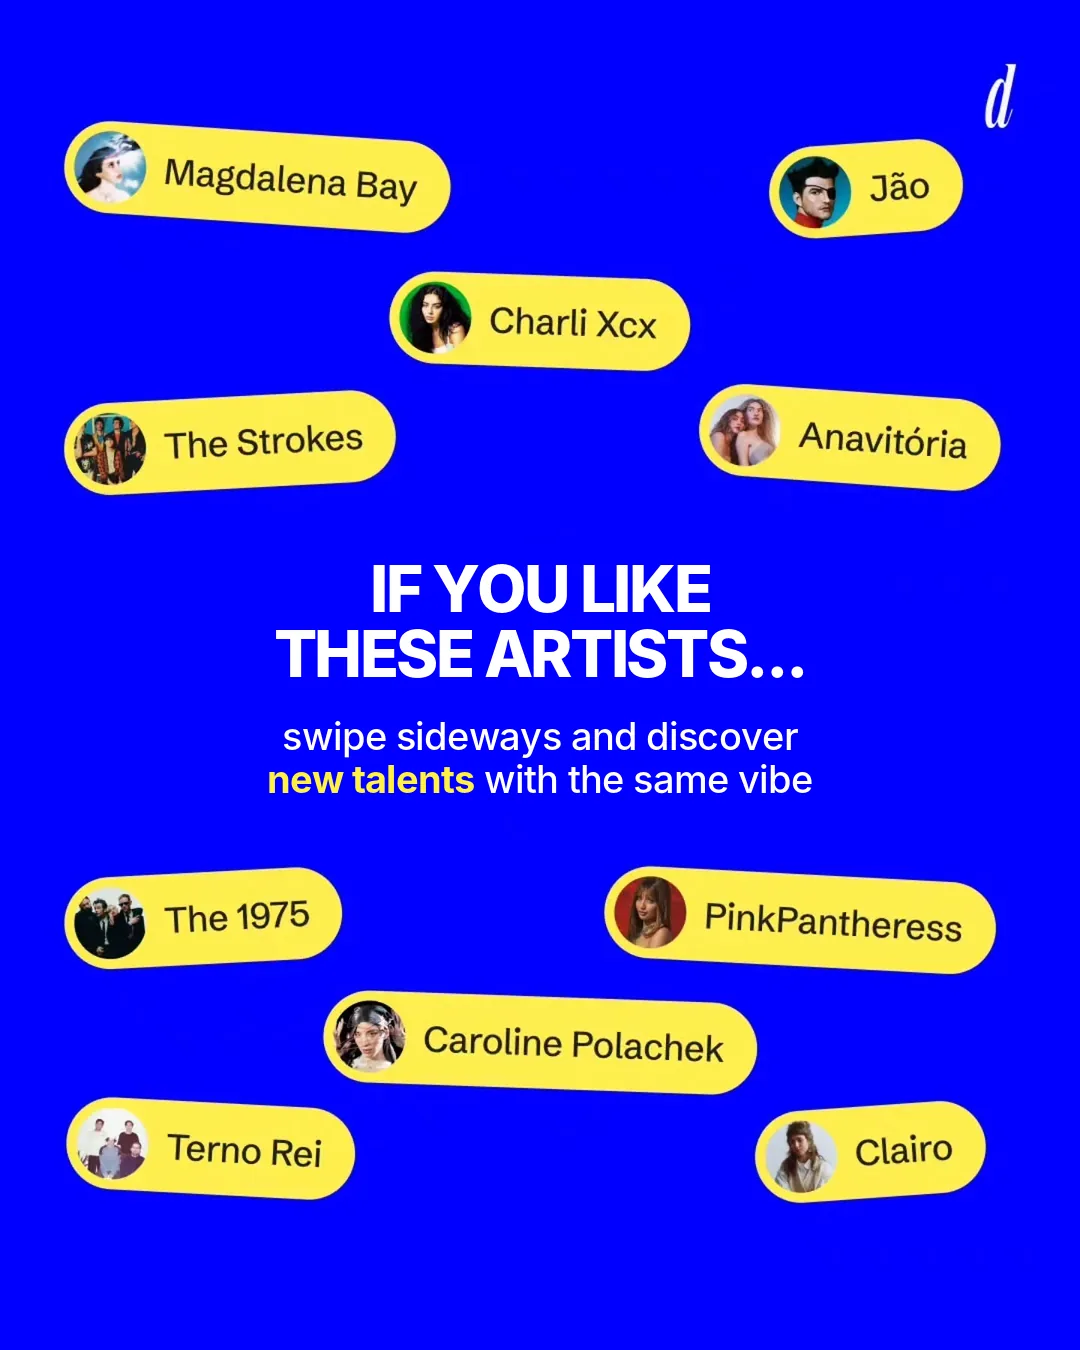 d
Magdalena Bay
Jão
Charli Xcx
The Strokes
Anavitória
IF YOU LIKE
THESE ARTISTS...
swipe sideways and discover
new talents with the same vibe
The 1975
PinkPantheress
Caroline Polachek
Terno Rei
Clairo